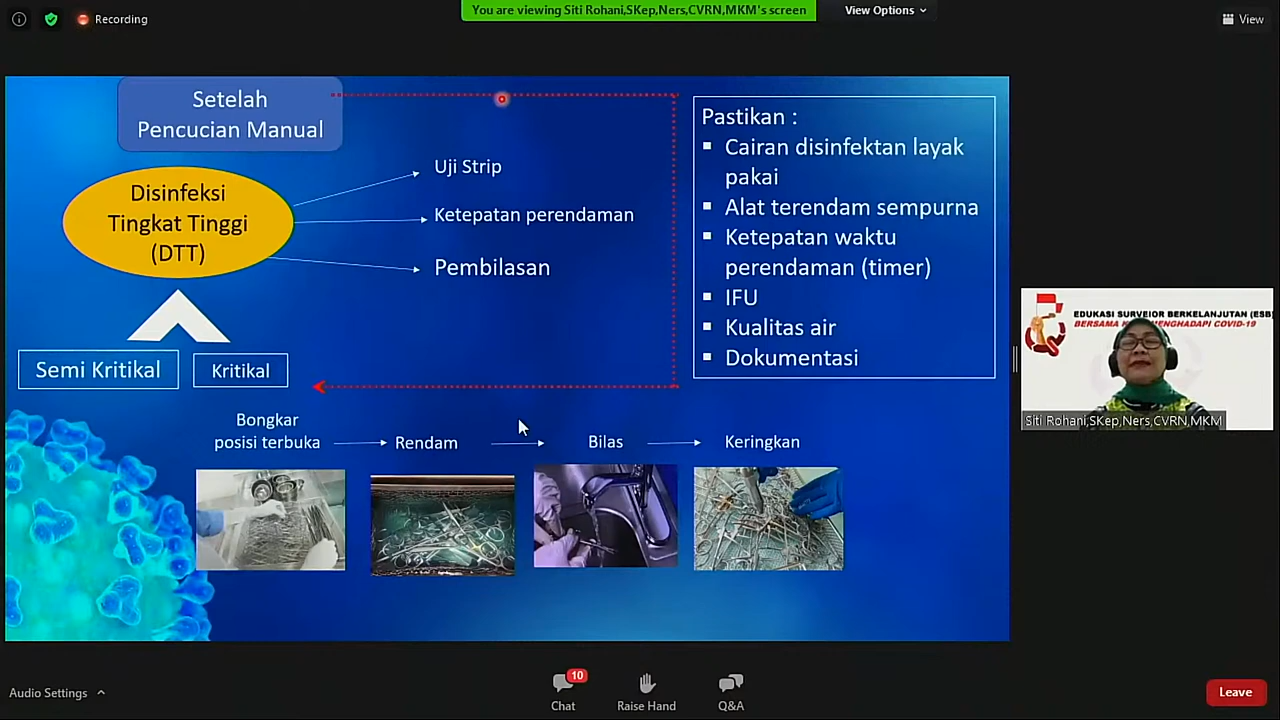 Recording
You are viewing Siti Rohani,SKep,Ners,CVRN,MKM's screen
View Options
View
Setelah
Pencucian Manual
Disinfeksi
Tingkat Tinggi
(DTT)
Uji Strip
Ketepatan perendaman
Pembilasan
Semi Kritikal
Kritikal
Pastikan :
▪ Cairan disinfektan layak
pakai
▪ Alat terendam sempurna
▪ Ketepatan waktu
perendaman (timer)
▪ IFU
▪ Kualitas air
▪ Dokumentasi
Bongkar
posisi terbuka
Rendam
Bilas
Keringkan
EDUKASI SURVEIOR BERKELANJUTAN (ESB
BERSAMA
MENGHADAPI COVID-19
Siti Rohani,SKep,Ners,CVRN,MKM
Audio Settings
10
Chat
Raise Hand
Q&A
Leave